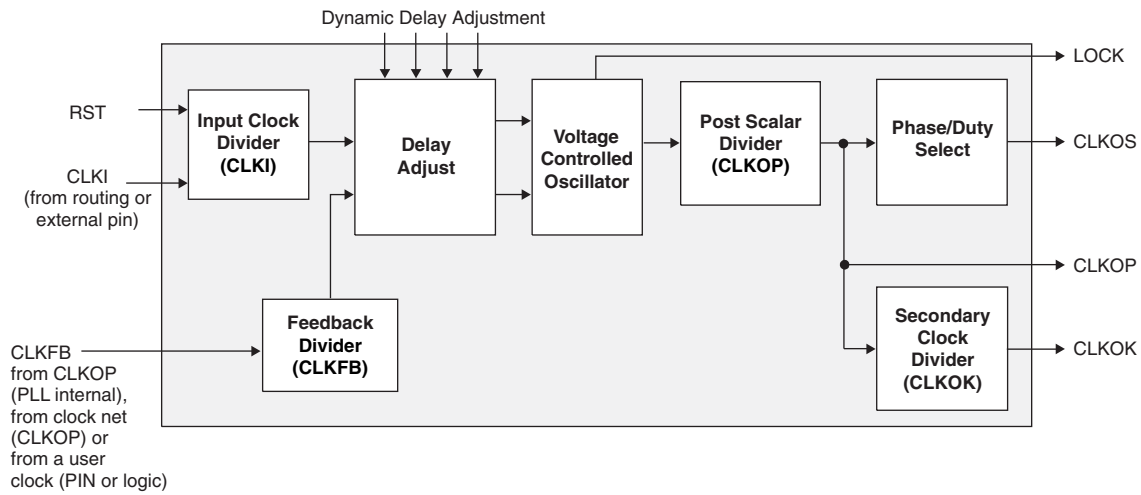 Dynamic Delay Adjustment
LOCK
RST
Input Clock
Divider
(CLKI)
Delay
Adjust
Voltage
Controlled
Oscillator
Post Scalar
Divider
(CLKOP)
Phase/Duty
Select
CLKOS
CLKI
(from routing or
external pin)
CLKOP
Feedback
Divider
(CLKFB)
Secondary
Clock
Divider
(CLKOK)
CLKOK
CLKFB
from CLKOP
(PLL internal),
from clock net
(CLKOP) or
from a user
clock (PIN or logic)